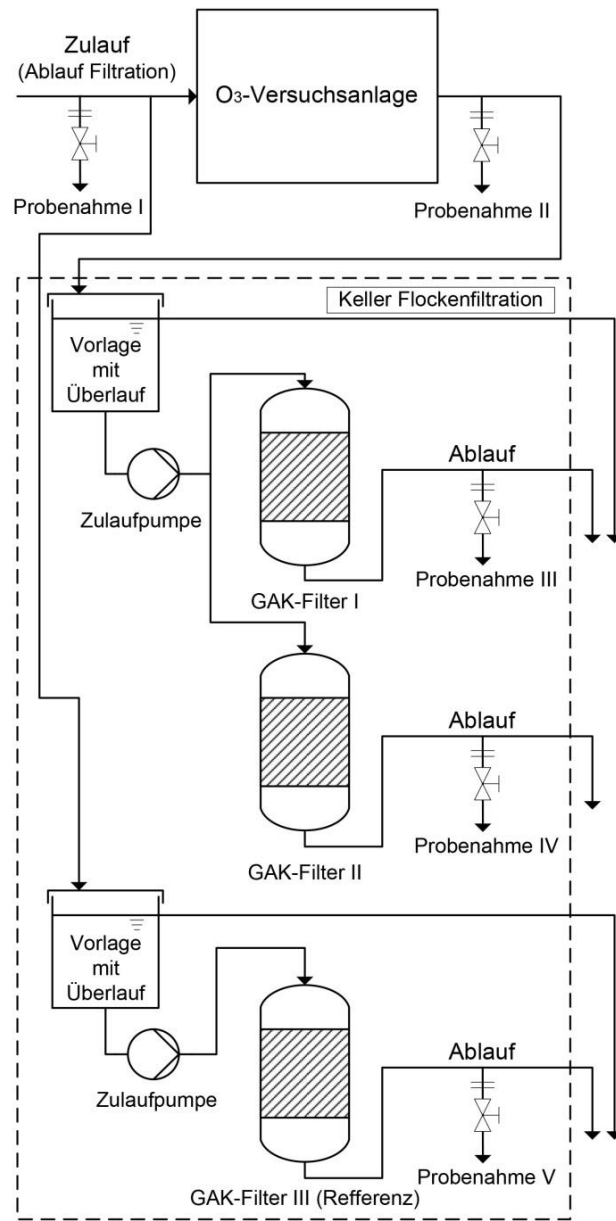 Zulauf
(Ablauf Filtration)
O₃-Versuchsanlage
Probenahme I
Probenahme II
Keller Flockenfiltration
Vorlage
mit
Überlauf
Zulaufpumpe
Ablauf
Probenahme III
GAK-Filter I
Ablauf
Probenahme IV
GAK-Filter II
Vorlage
mit
Überlauf
Zulaufpumpe
Ablauf
Probenahme V
GAK-Filter III (Refferenz)